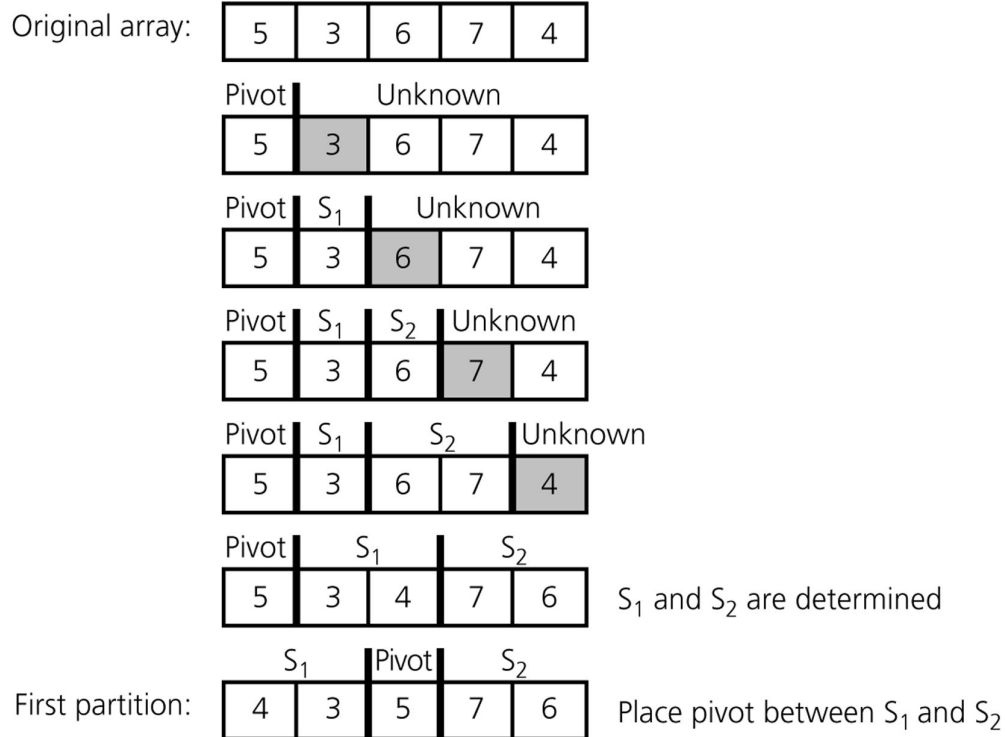 Original array: 5 3 6 7 4
Pivot Unknown
5 3 6 7 4
Pivot S₁ Unknown
5 3 6 7 4
Pivot S₁ S₂ Unknown
5 3 6 7 4
Pivot S₁ S₂ Unknown
5 3 6 7 4
Pivot S₁ S₂
5 3 4 7 6 S₁ and S₂ are determined
S₁ Pivot S₂
First partition: 4 3 5 7 6 Place pivot between S₁ and S₂